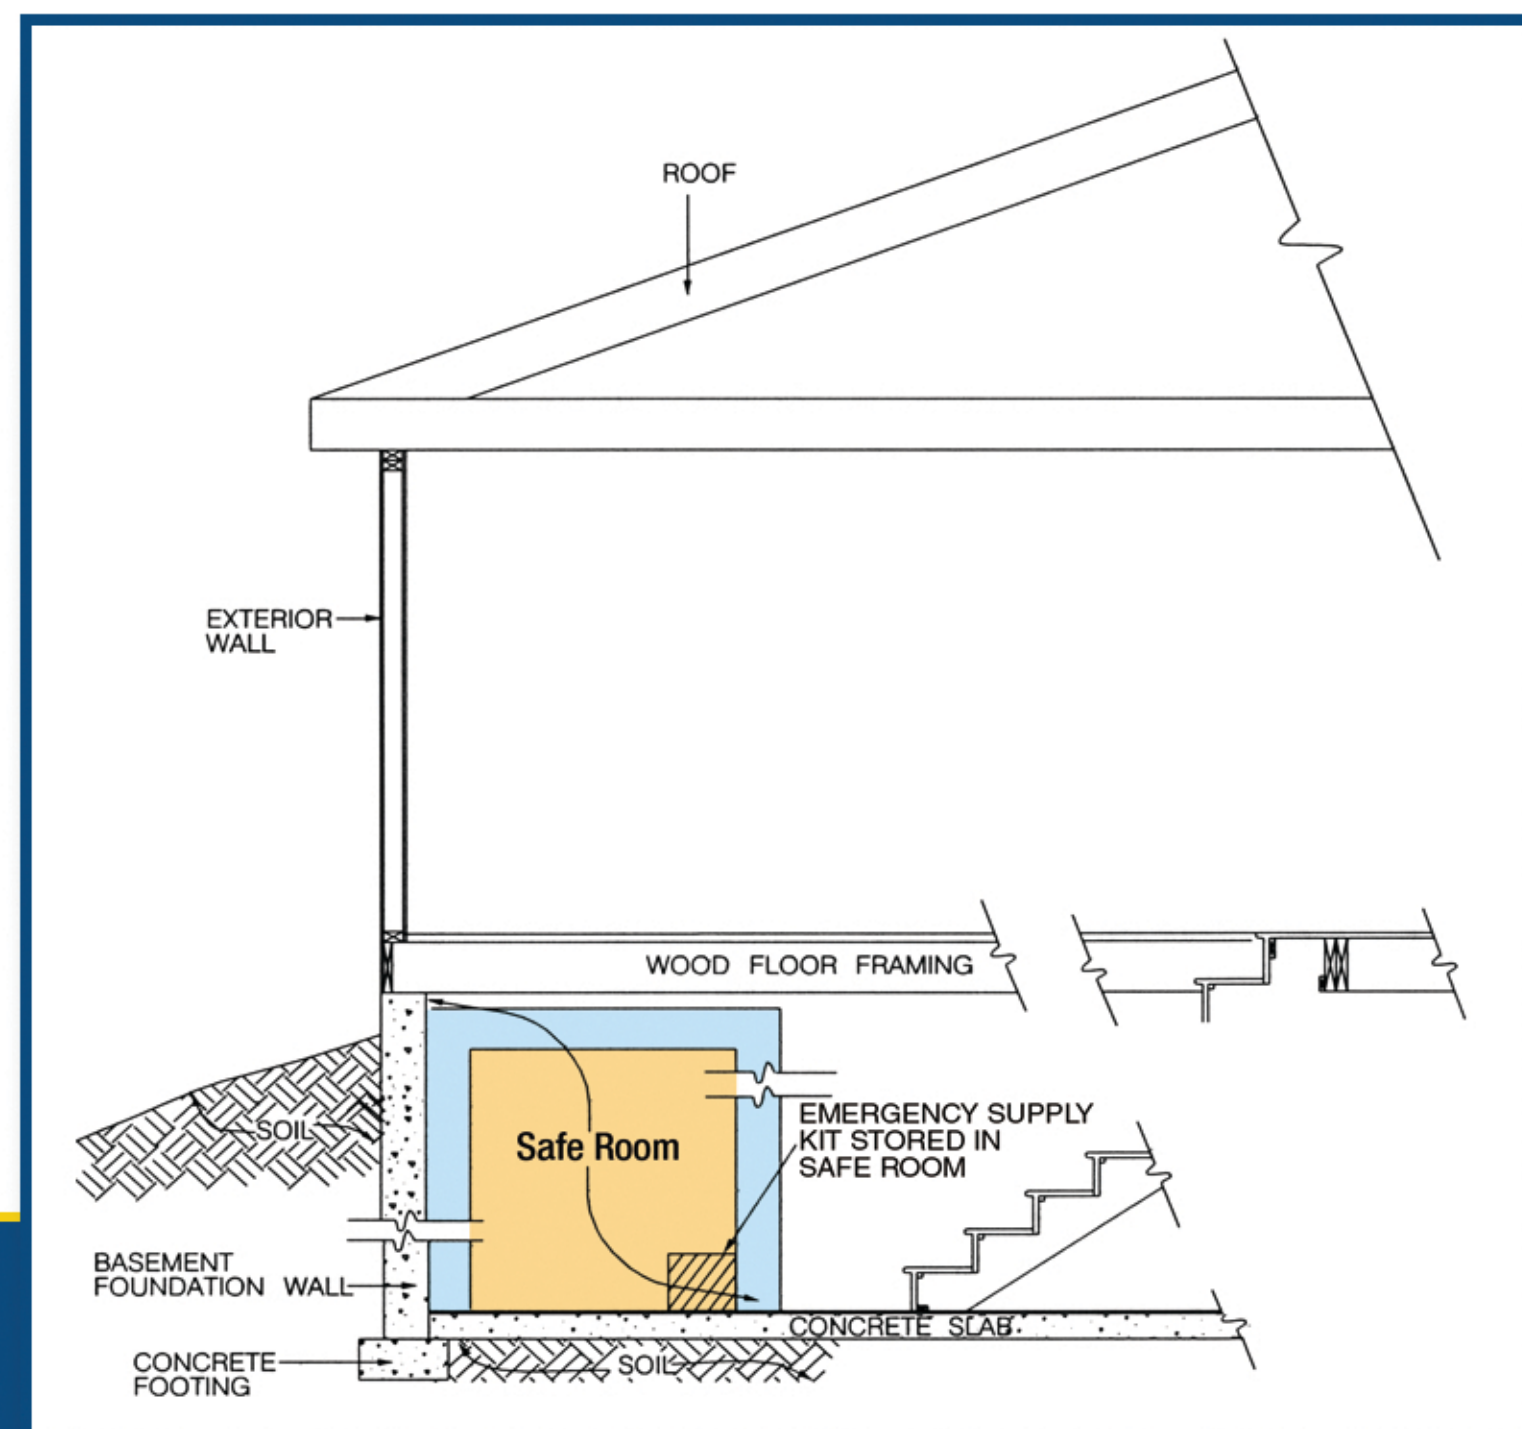 ROOF
EXTERIOR
WALL
WOOD FLOOR FRAMING
EMERGENCY SUPPLY
KIT STORED IN
SAFE ROOM
SOIL
Safe Room
BASEMENT
FOUNDATION WALL
CONCRETE SLAB
CONCRETE
FOOTING
SOIL